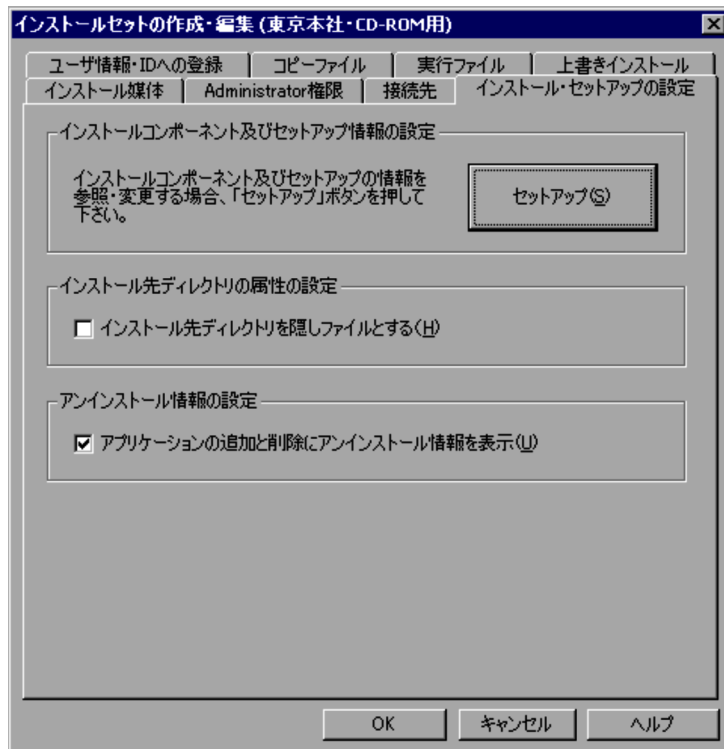 インストールセットの作成・編集 (東京本社・CD-ROM用)
ユーザ情報・IDへの登録 コピーファイル 実行ファイル 上書きインストール
インストール媒体 Administrator権限 接続先 インストール・セットアップの設定
インストールコンポーネント及びセットアップ情報の設定
インストールコンポーネント及びセットアップの情報を
参照・変更する場合、「セットアップ」ボタンを押して
下さい。
セットアップ(S)
インストール先ディレクトリの属性の設定
インストール先ディレクトリを隠しファイルとする(H)
アンインストール情報の設定
アプリケーションの追加と削除にアンインストール情報を表示(U)
OK キャンセル ヘルプ